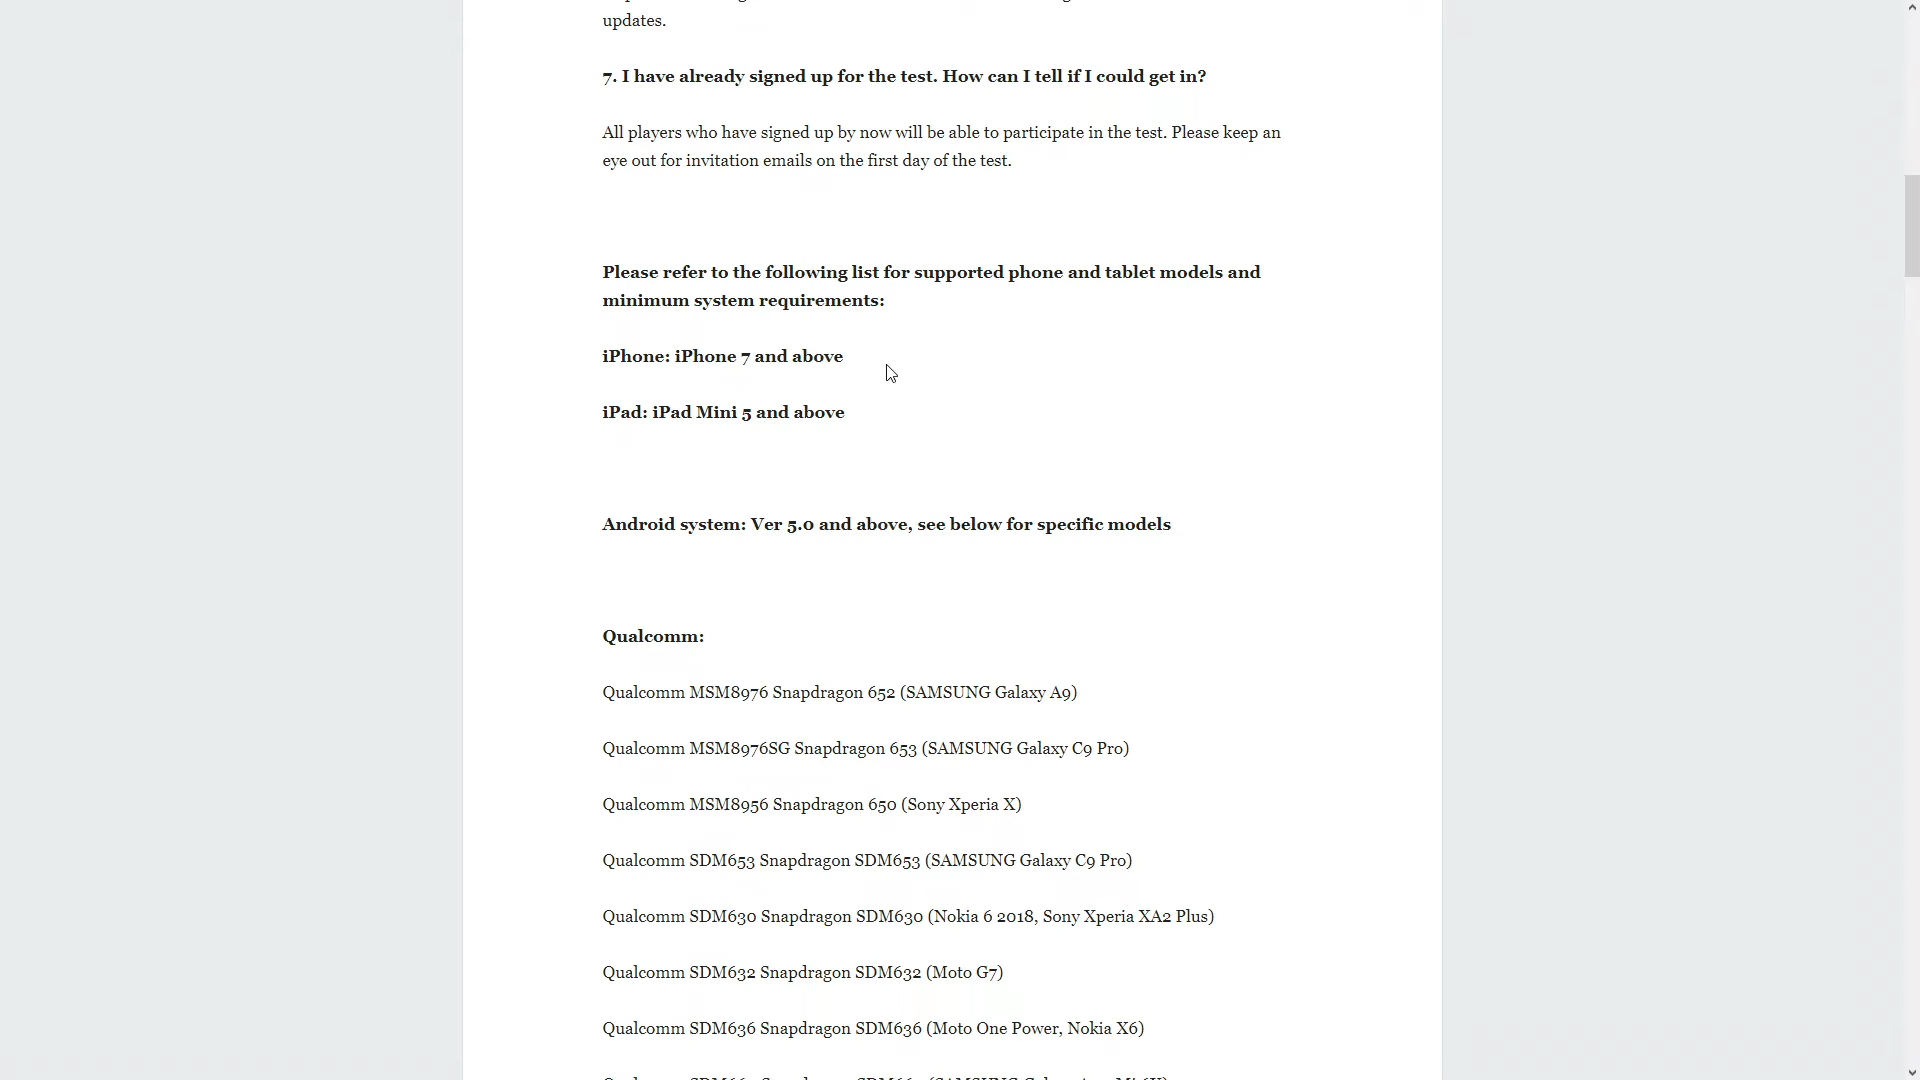 updates.
7. I have already signed up for the test. How can I tell if I could get in?
All players who have signed up by now will be able to participate in the test. Please keep an
eye out for invitation emails on the first day of the test.
Please refer to the following list for supported phone and tablet models and
minimum system requirements:
iPhone: iPhone 7 and above
iPad: iPad Mini 5 and above
Android system: Ver 5.0 and above, see below for specific models
Qualcomm:
Qualcomm MSM8976 Snapdragon 652 (SAMSUNG Galaxy A9)
Qualcomm MSM8976SG Snapdragon 653 (SAMSUNG Galaxy C9 Pro)
Qualcomm MSM8956 Snapdragon 650 (Sony Xperia X)
Qualcomm SDM653 Snapdragon SDM653 (SAMSUNG Galaxy C9 Pro)
Qualcomm SDM630 Snapdragon SDM630 (Nokia 6 2018, Sony Xperia XA2 Plus)
Qualcomm SDM632 Snapdragon SDM632 (Moto G7)
Qualcomm SDM636 Snapdragon SDM636 (Moto One Power, Nokia X6)